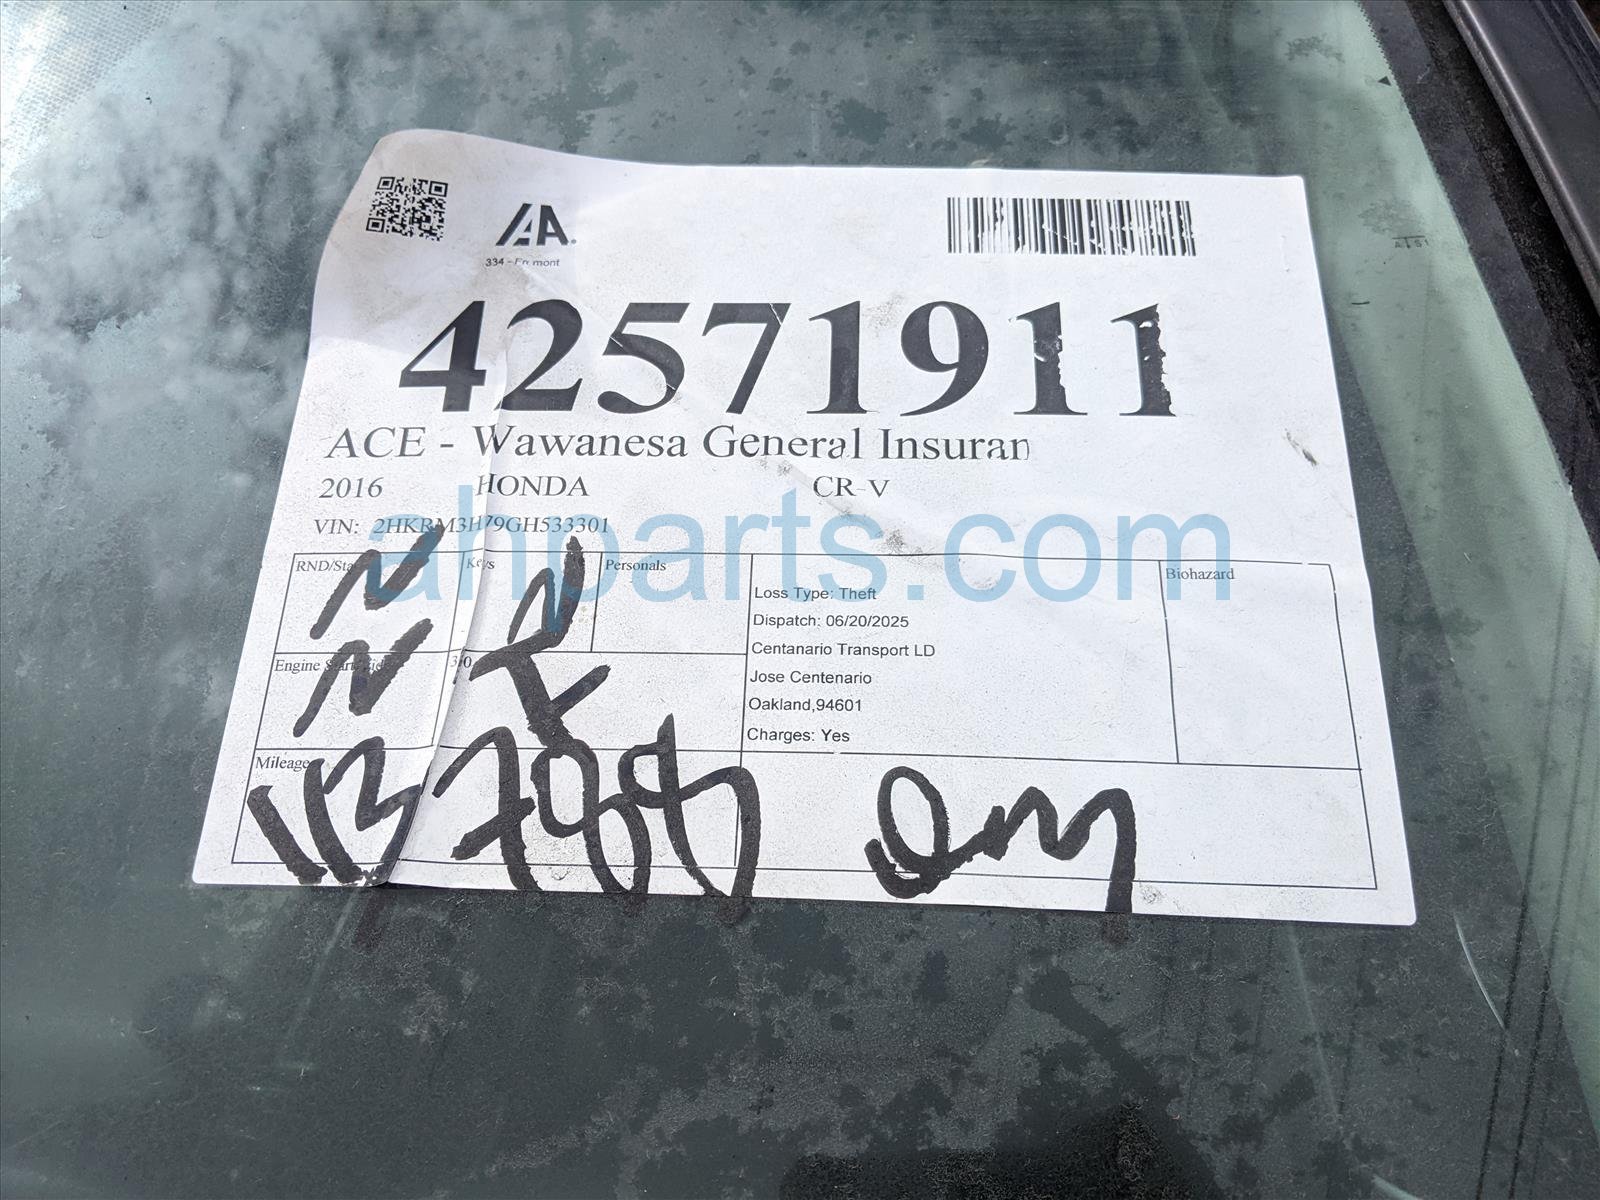 IAA.
334 - Fremont
42571911
ACE - Wawanesa General Insuran
2016 HONDA CR-V
VIN: 2HKRM3H79GH533301
ahparts.com
RND/Sta Keys Personals
Loss Type: Theft
Biohazard
Dispatch: 06/20/2025
Centanario Transport LD
Jose Centenario
Oakland,94601
Charges: Yes
Engine Start
Mileage